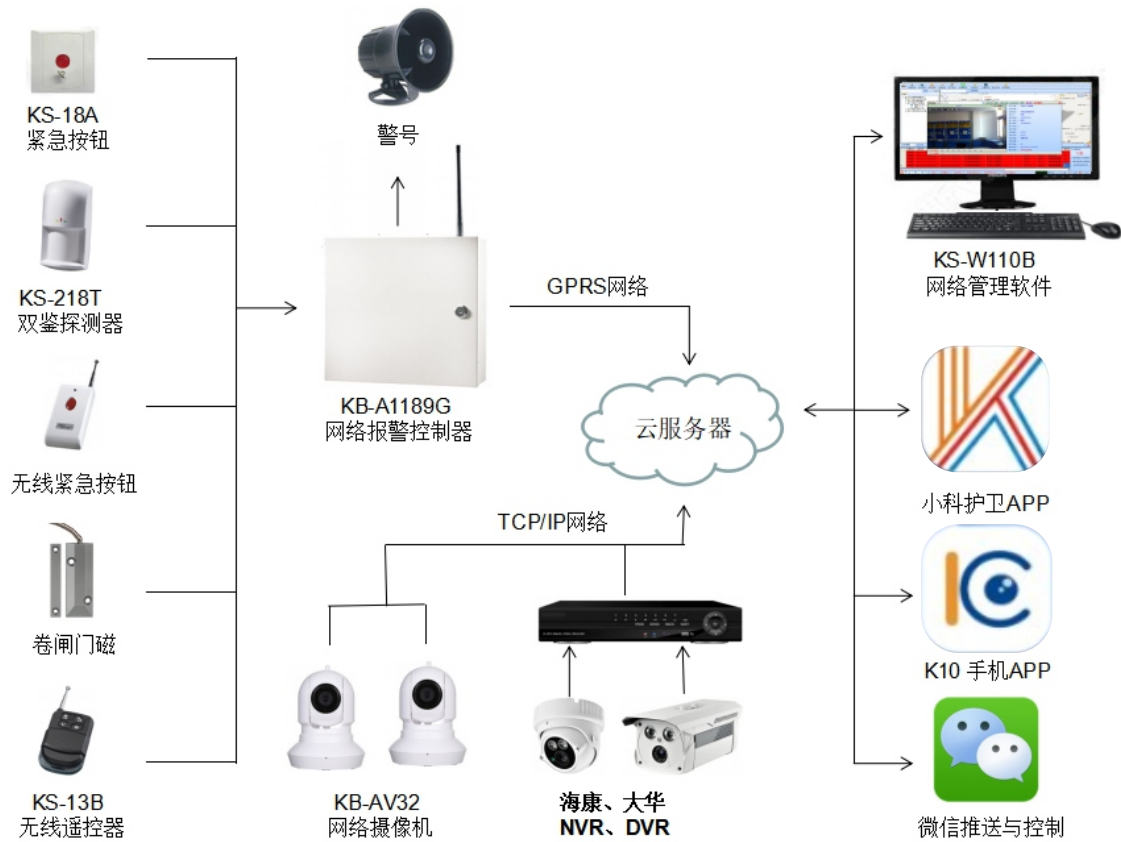 KS-18A
紧急按钮
KS-218T
双鉴探测器
无线紧急按钮
卷闸门磁
KS-13B
无线遥控器
警号
KB-A1189G
网络报警控制器
GPRS网络
云服务器
TCP/IP网络
KB-AV32
网络摄像机
海康、大华
NVR、DVR
KS-W110B
网络管理软件
小科护卫APP
K10 手机APP
微信推送与控制